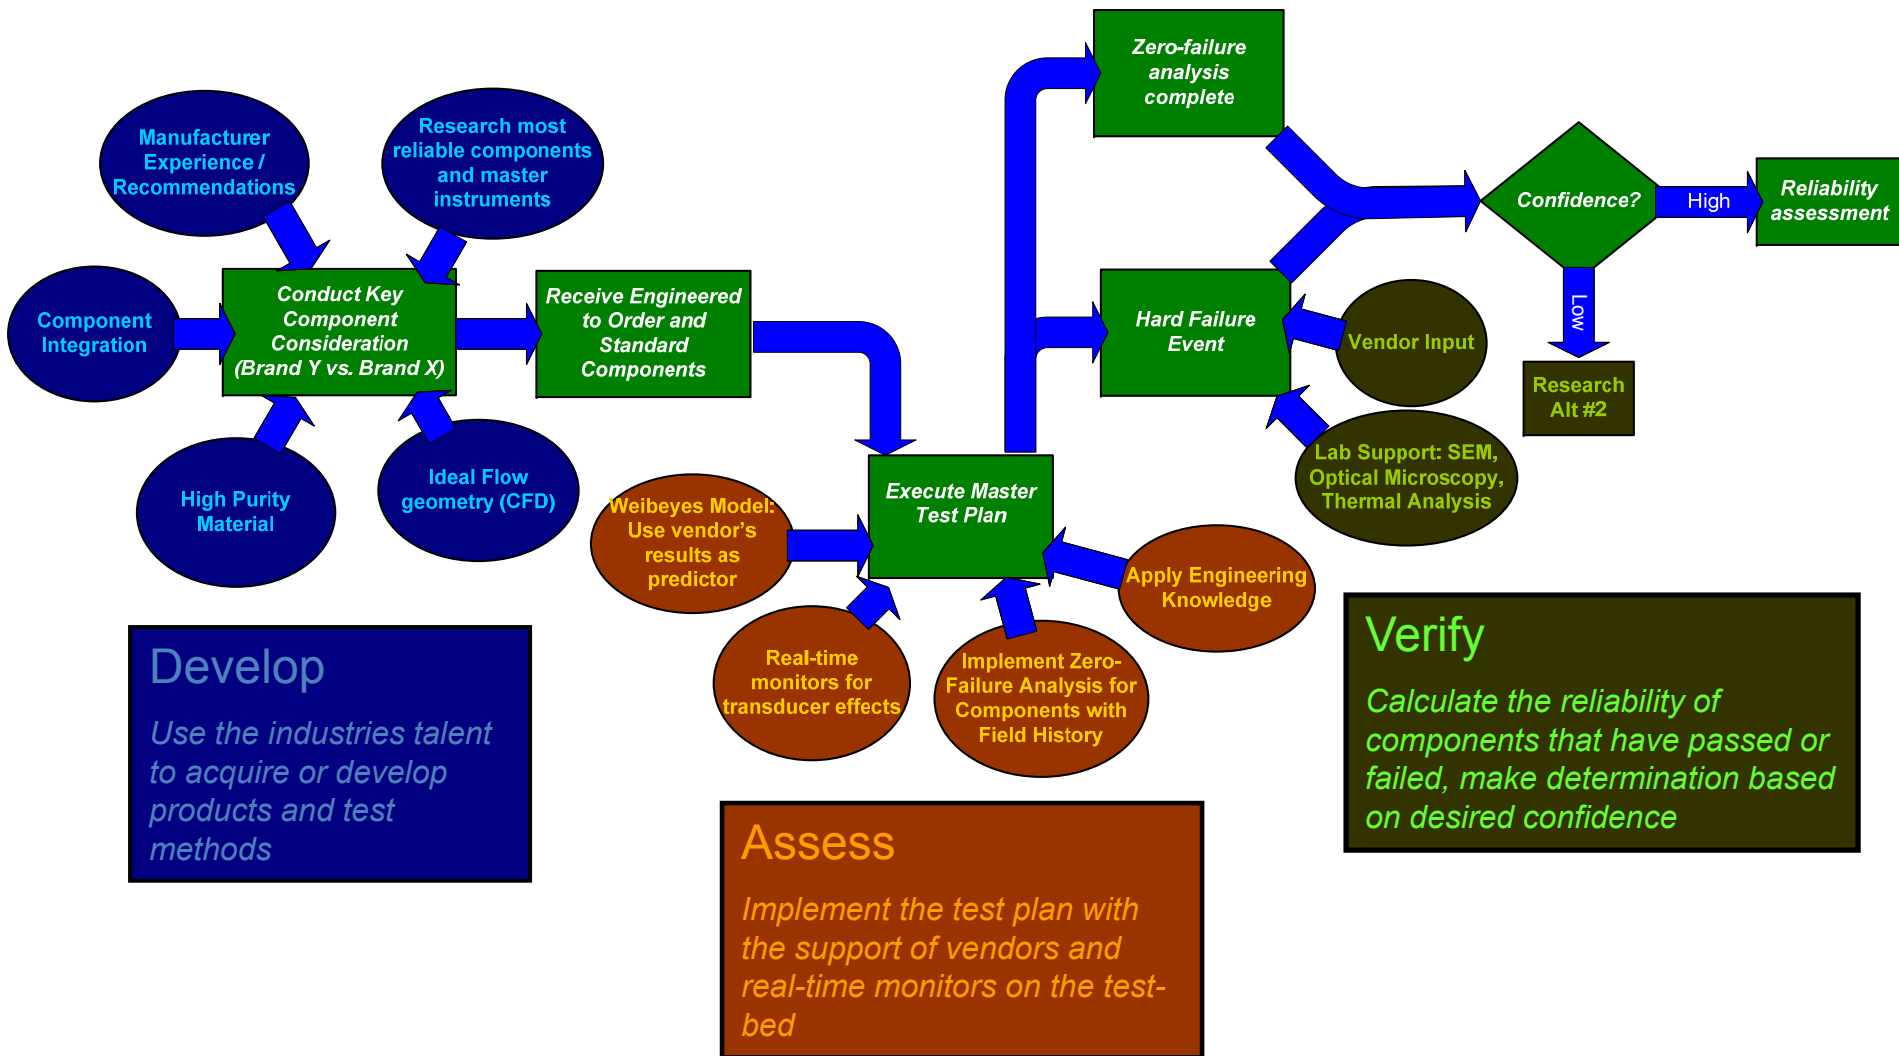 Zero-failure
analysis
complete
Manufacturer
Experience /
Recommendations
Research most
reliable components
and master
instruments
Confidence?
High
Reliability
assessment
Component
Integration
Conduct Key
Component
Consideration
(Brand Y vs. Brand X)
Receive Engineered
to Order and
Standard
Components
Hard Failure
Event
Vendor Input
Low
Research
Alt #2
High Purity
Material
Ideal Flow
geometry (CFD)
Lab Support: SEM,
Optical Microscopy,
Thermal Analysis
Weibeyes Model:
Use vendor’s
results as
predictor
Execute Master
Test Plan
Apply Engineering
Knowledge
Real-time
monitors for
transducer effects
Implement Zero-
Failure Analysis for
Components with
Field History
Develop
Use the industries talent
to acquire or develop
products and test
methods
Assess
Implement the test plan with
the support of vendors and
real-time monitors on the test-
bed
Verify
Calculate the reliability of
components that have passed or
failed, make determination based
on desired confidence